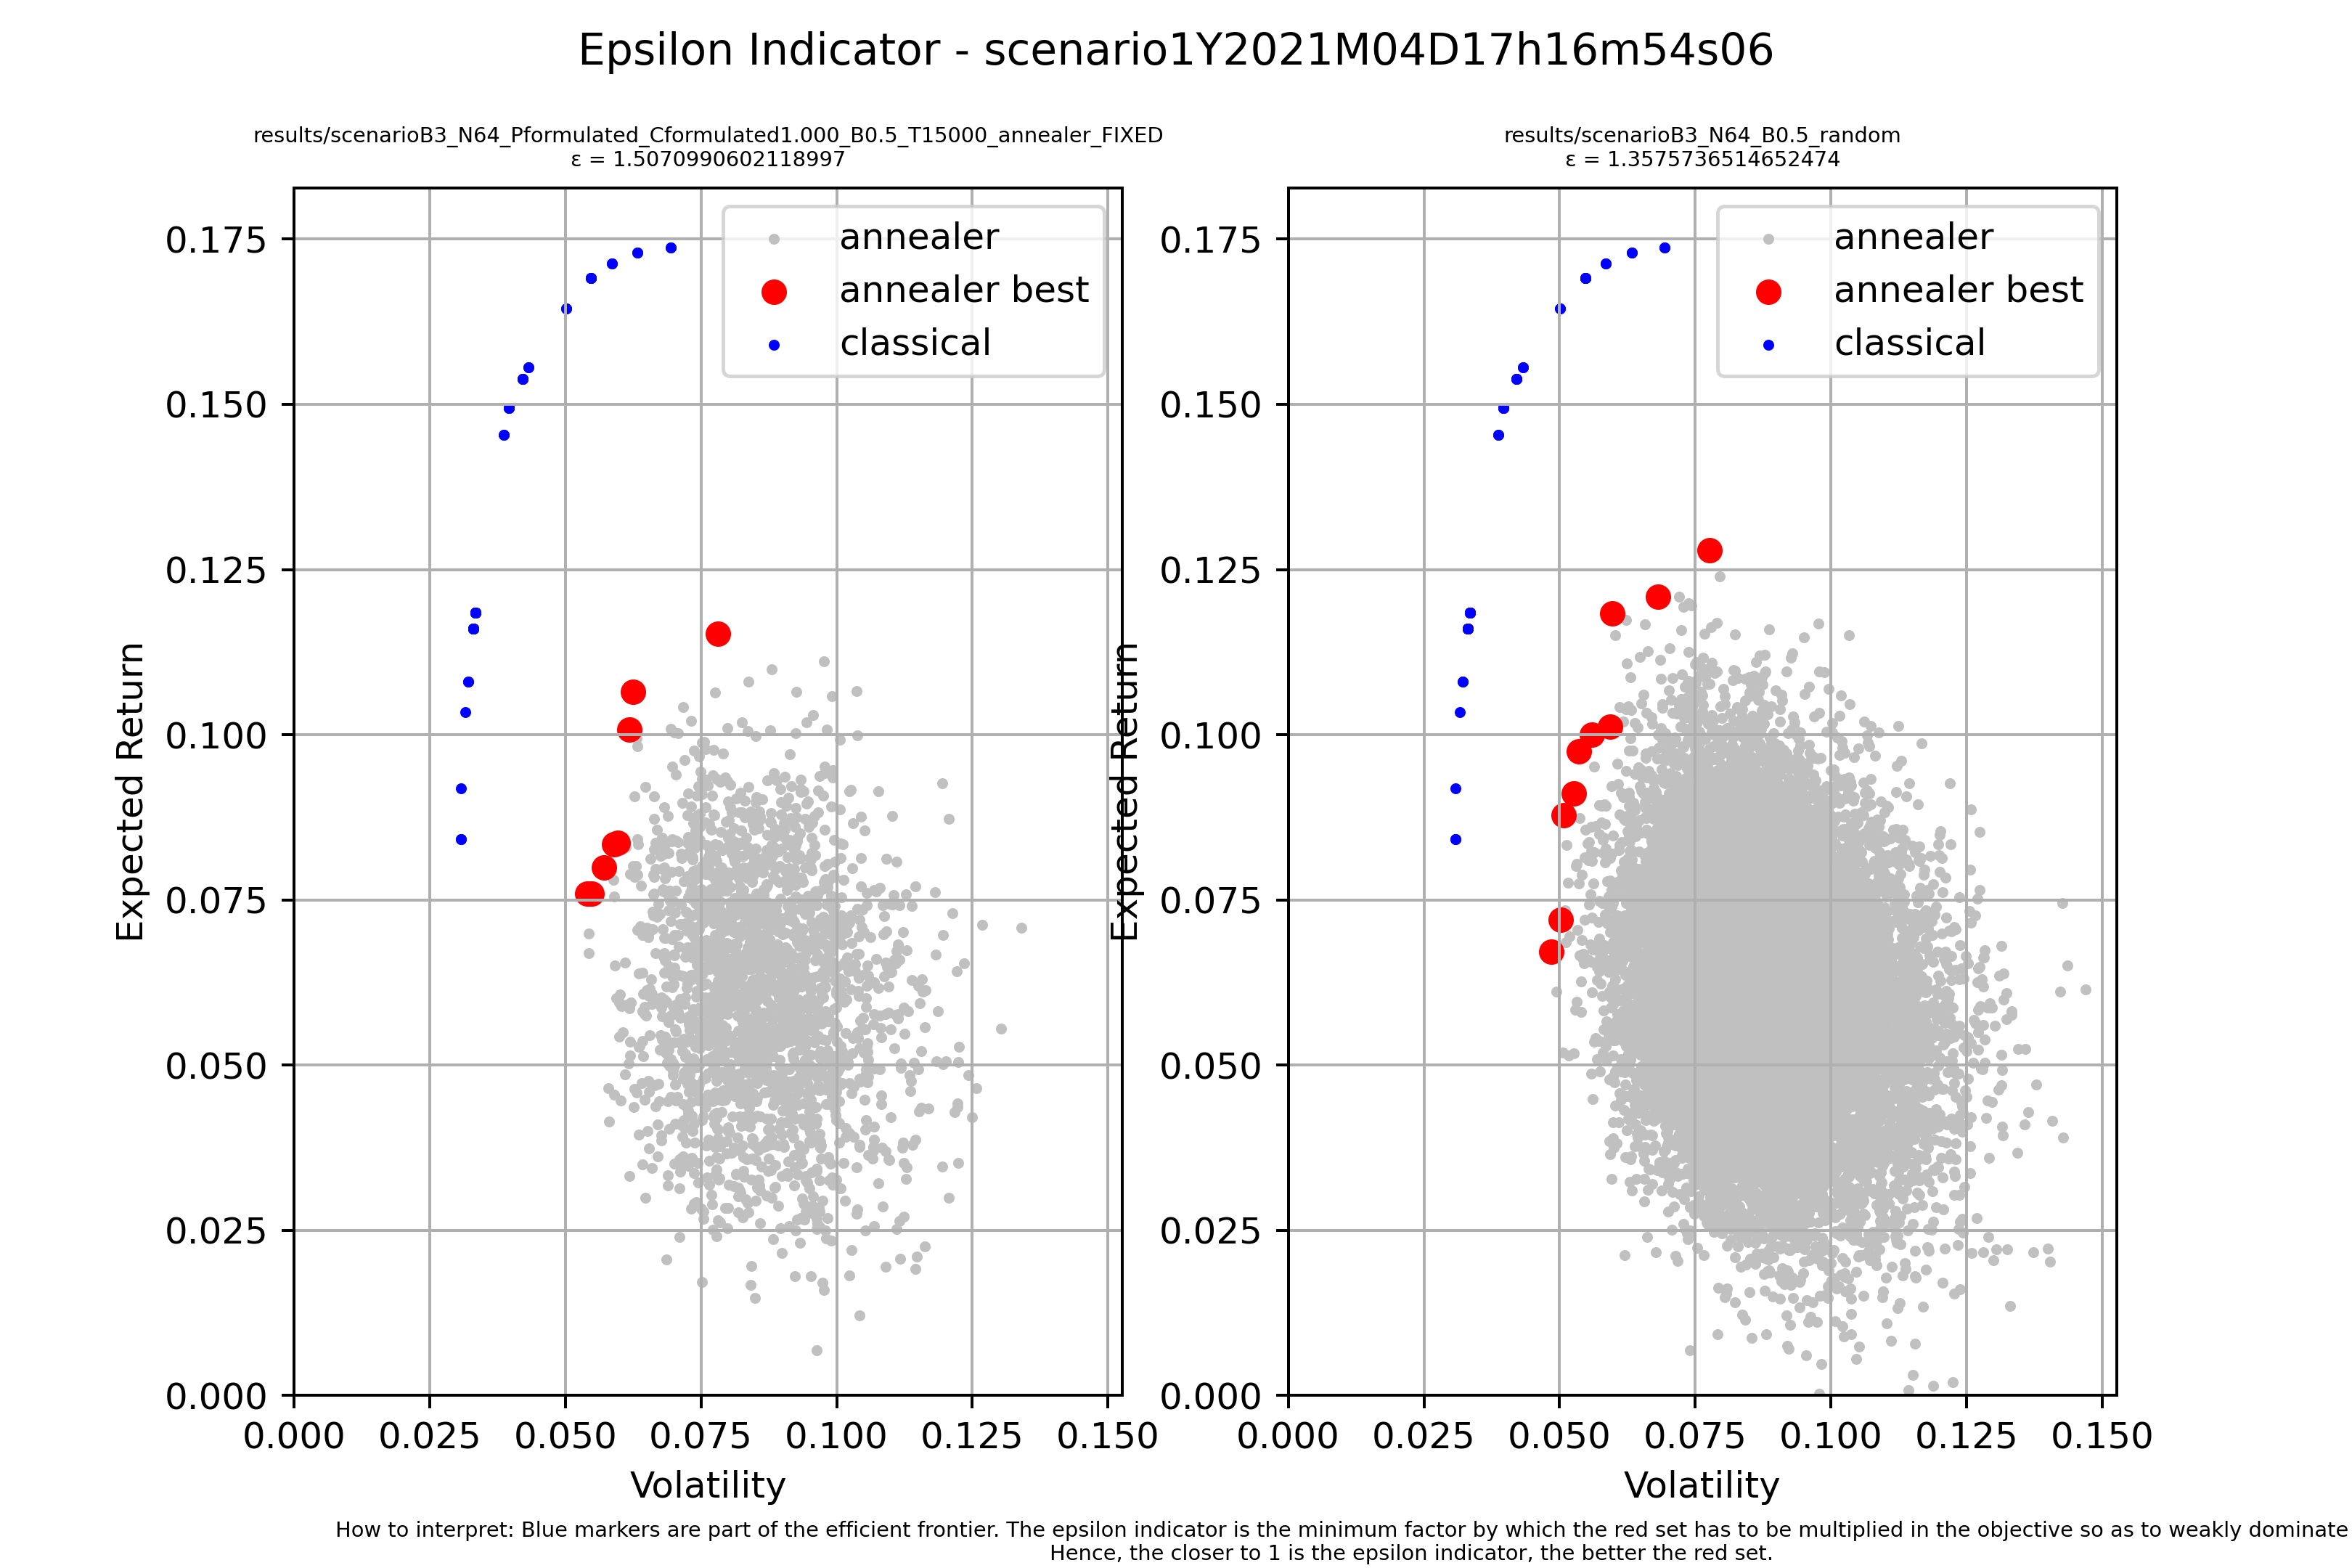 Epsilon Indicator - scenario1Y2021M04D17h16m54s06
results/scenarioB3_N64_Pformulated_Cformulated1.000_B0.5_T15000_annealer_FIXED
ε = 1.5070990602118997
annealer
annealer best
classical
0.175
0.150
0.125
0.100
0.075
0.050
0.025
0.000
Expected Return
0.000 0.025 0.050 0.075 0.100 0.125 0.150
Volatility
results/scenarioB3_N64_B0.5_random
ε = 1.3575736514652474
annealer
annealer best
classical
0.175
0.150
0.125
0.100
0.075
0.050
0.025
0.000
Expected Return
0.000 0.025 0.050 0.075 0.100 0.125 0.150
Volatility
How to interpret: Blue markers are part of the efficient frontier. The epsilon indicator is the minimum factor by which the red set has to be multiplied in the objective so as to weakly dominate
Hence, the closer to 1 is the epsilon indicator, the better the red set.